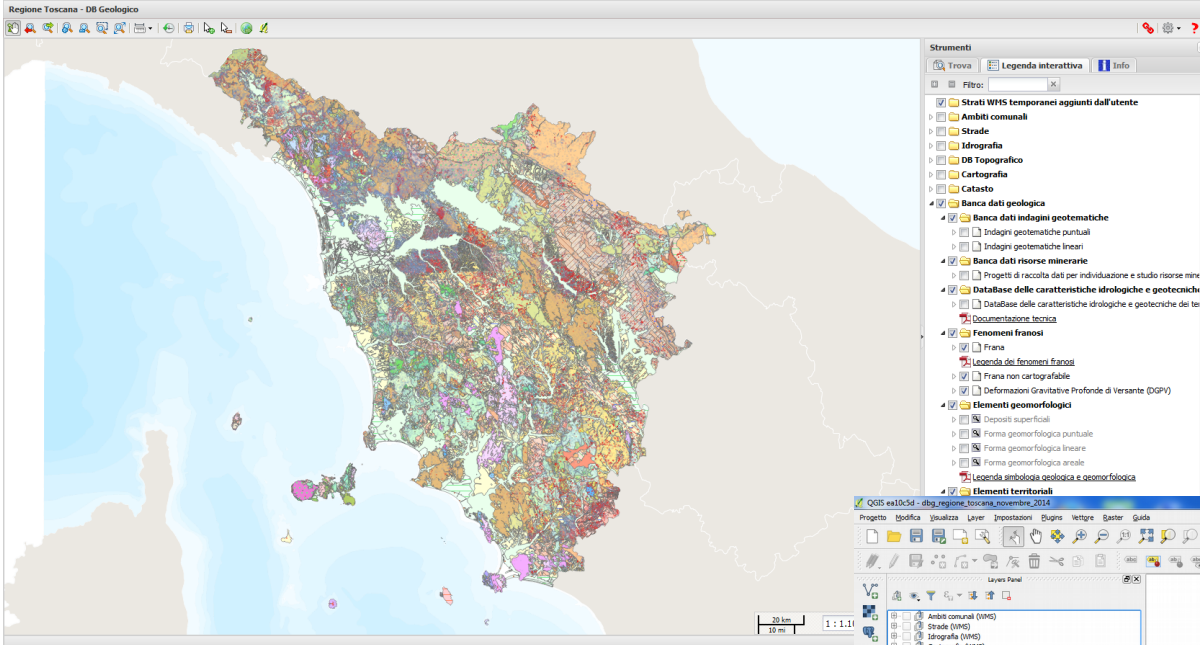 Regione Toscana - DB Geologico
Strumenti
Trova
Legenda interattiva
Info
Filtro:
Strati WMS temporanei aggiunti dall'utente
Ambiti comunali
Strade
Idrografia
DB Topografico
Cartografia
Catasto
Banca dati geologica
Banca dati indagini geotematiche
Indagini geotematiche puntuali
Indagini geotematiche lineari
Banca dati risorse minerarie
Progetti di raccolta dati per individuazione e studio risorse mine
DataBase delle caratteristiche idrologiche e geotecniche
DataBase delle caratteristiche idrologiche e geotecniche dei te
Documentazione tecnica
Fenomeni franosi
Frana
Legenda dei fenomeni franosi
Frana non cartografabile
Deformazioni Gravitative Profonde di Versante (DGPV)
Elementi geomorfologici
Depositi superficiali
Forma geomorfologica puntuale
Forma geomorfologica lineare
Forma geomorfologica areale
Legenda simbologia geologica e geomorfologica
Elementi territoriali
20 km
10 mi
QGIS ea10c5d - dbg_regione_toscana_novembre_2014
Progetto Modifica Visualizza Layer Impostazioni Plugins Vettore Raster Guida
Layers Panel
Ambiti comunali (WMS)
Strade (WMS)
Idrografia (WMS)